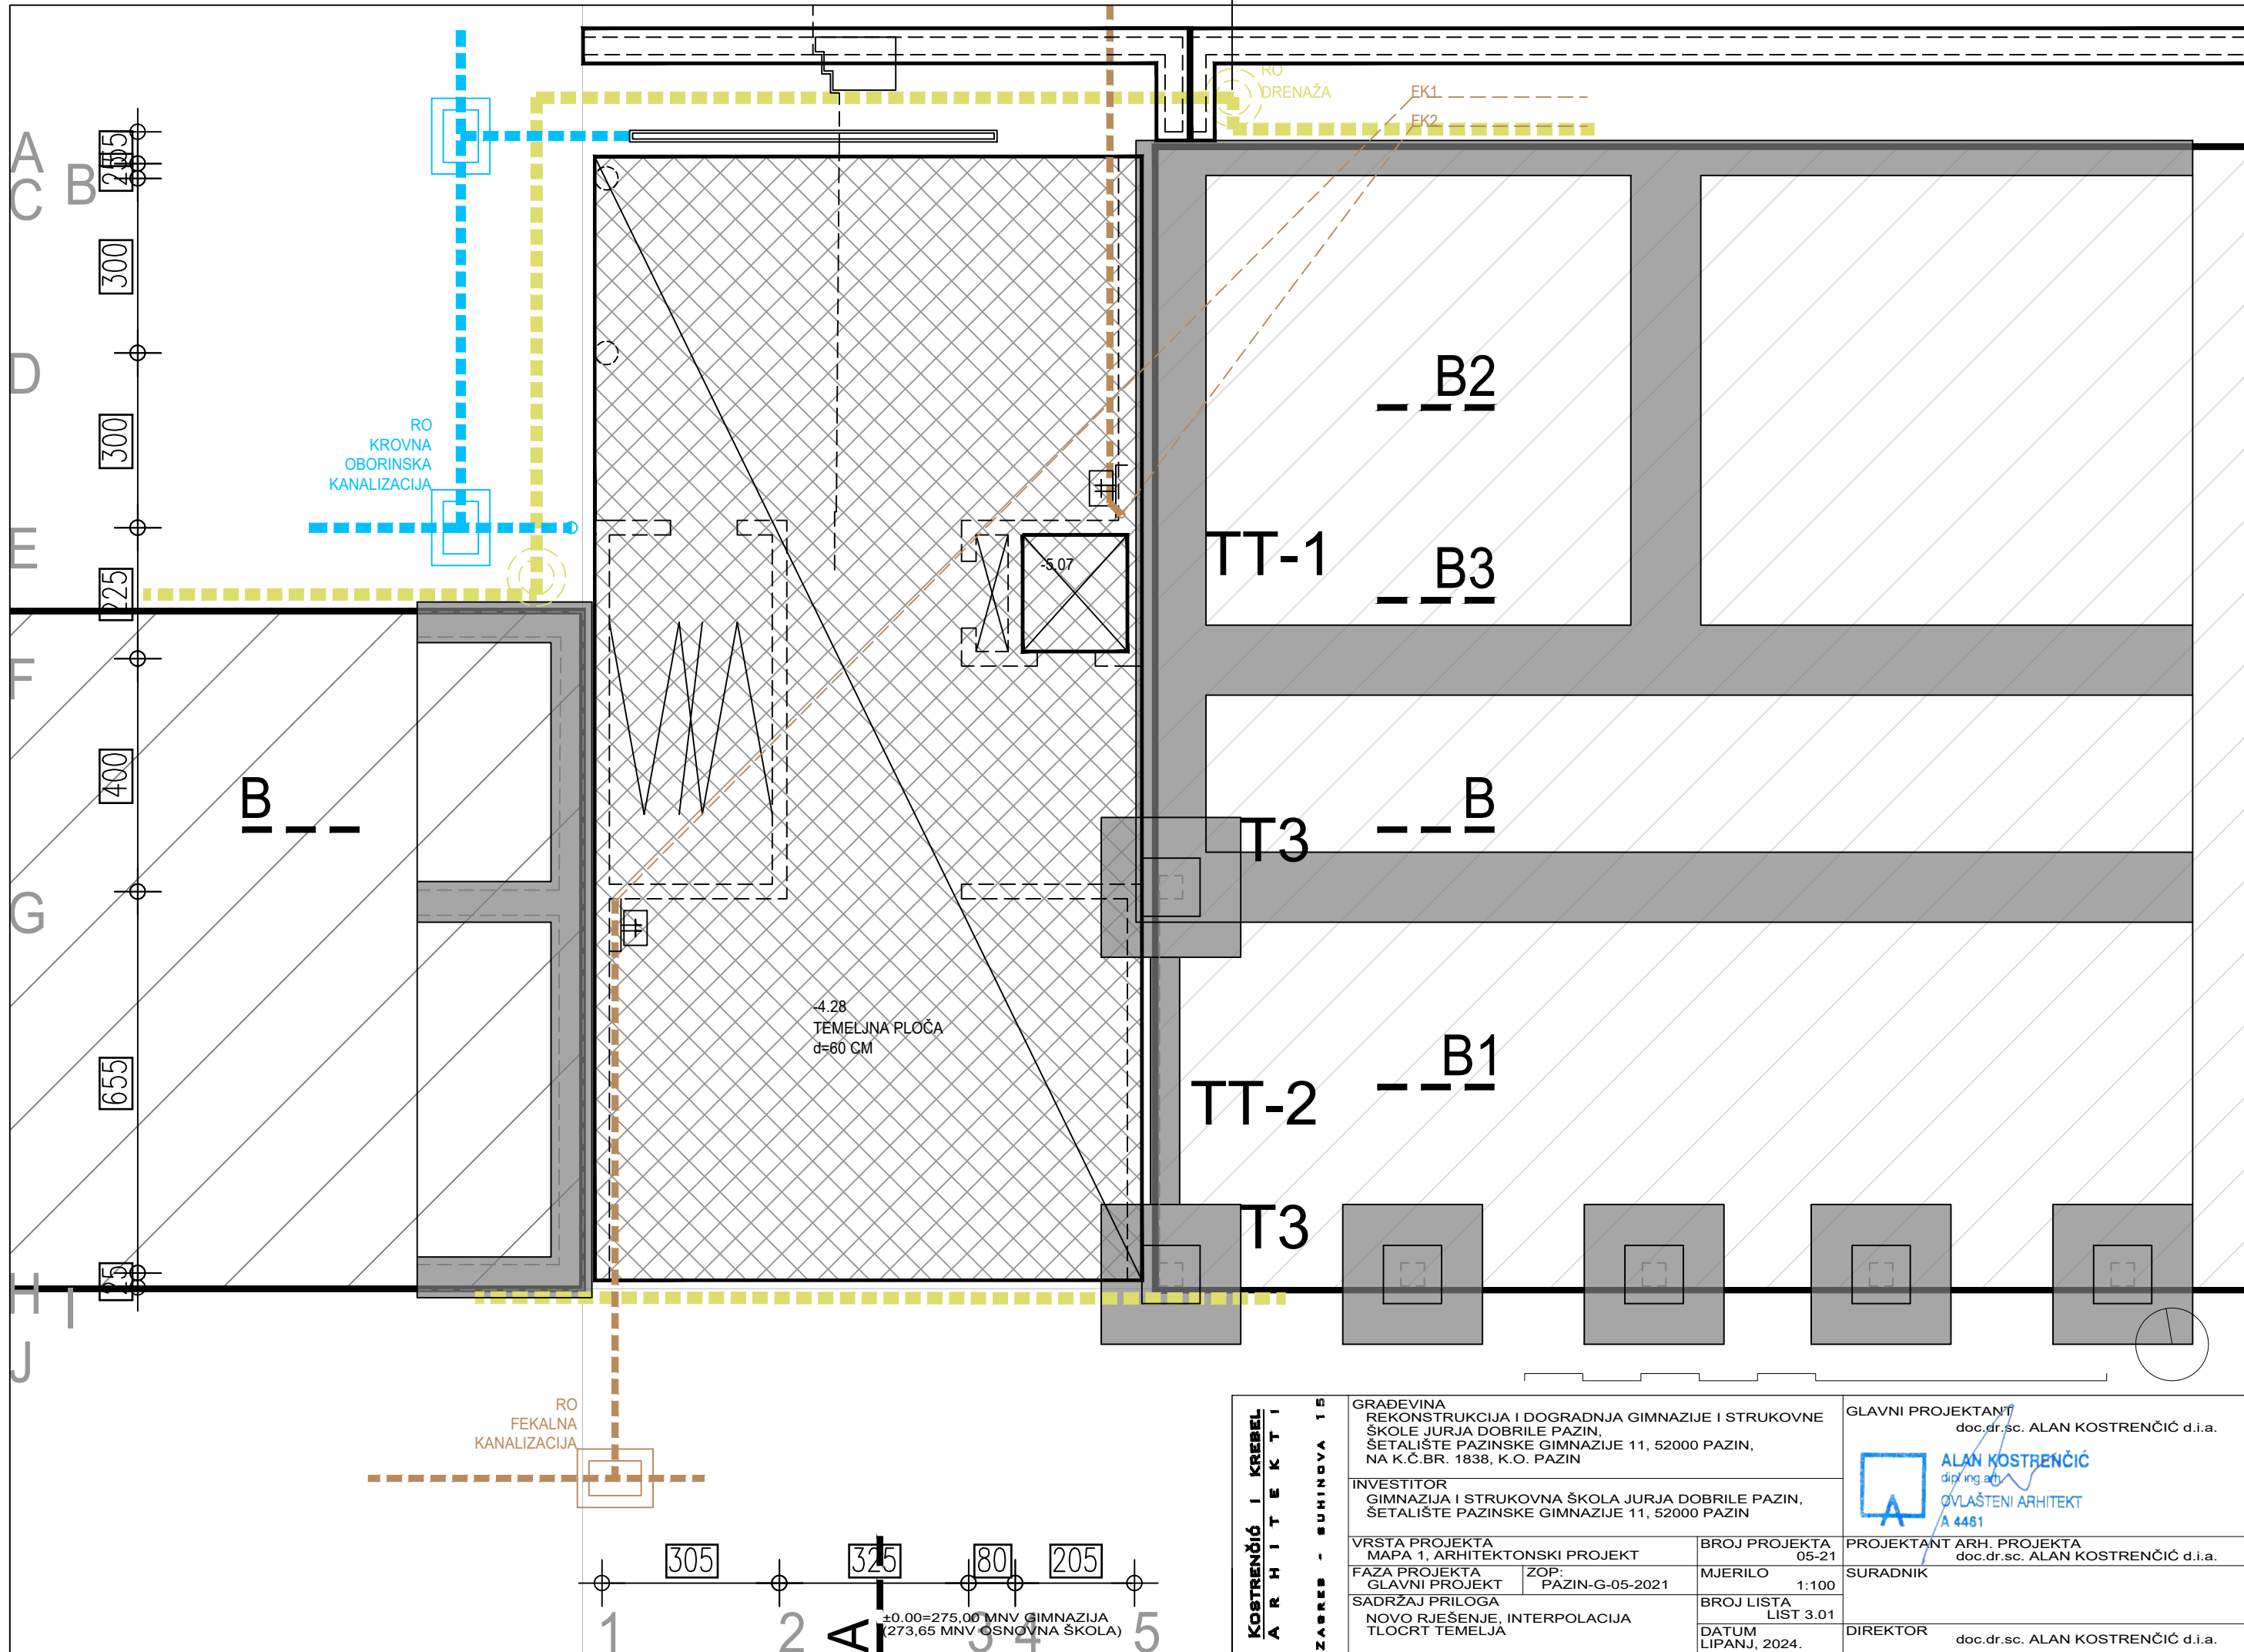 RO
DRENAŽA
FK1
FK2
A
B
C
D
E
F
G
H
I
J
255
300
300
225
400
655
25
RO
KROVNA
OBORINSKA
KANALIZACIJA
B2
TT-1
B3
-5.07
B
B
T3
-4.28
TEMELJNA PLOČA
d=60 CM
B1
TT-2
T3
RO
FEKALNA
KANALIZACIJA
305
325
80
205
1
2
3
4
5
A
±0.00=275,00 MNV GIMNAZIJA
(273,65 MNV OSNOVNA ŠKOLA)
KOSTRENČIĆ I KREBEL
ARHITEKTI
ZAGREB - SUHINOVA 15
GRAĐEVINA
REKONSTRUKCIJA I DOGRADNJA GIMNAZIJE I STRUKOVNE
ŠKOLE JURJA DOBRILE PAZIN,
ŠETALIŠTE PAZINSKE GIMNAZIJE 11, 52000 PAZIN,
NA K.Č.BR. 1838, K.O. PAZIN
INVESTITOR
GIMNAZIJA I STRUKOVNA ŠKOLA JURJA DOBRILE PAZIN,
ŠETALIŠTE PAZINSKE GIMNAZIJE 11, 52000 PAZIN
VRSTA PROJEKTA
MAPA 1, ARHITEKTONSKI PROJEKT
BROJ PROJEKTA
05-21
FAZA PROJEKTA
GLAVNI PROJEKT
ZOP:
PAZIN-G-05-2021
MJERILO
1:100
SADRŽAJ PRILOGA
NOVO RJEŠENJE, INTERPOLACIJA
TLOCRT TEMELJA
BROJ LISTA
LIST 3.01
DATUM
LIPANJ, 2024.
GLAVNI PROJEKTANT
doc.dr.sc. ALAN KOSTRENČIĆ d.i.a.
ALAN KOSTRENČIĆ
dipl.ing.arh.
OVLAŠTENI ARHITEKT
A 4461
PROJEKTANT ARH. PROJEKTA
doc.dr.sc. ALAN KOSTRENČIĆ d.i.a.
SURADNIK
DIREKTOR
doc.dr.sc. ALAN KOSTRENČIĆ d.i.a.